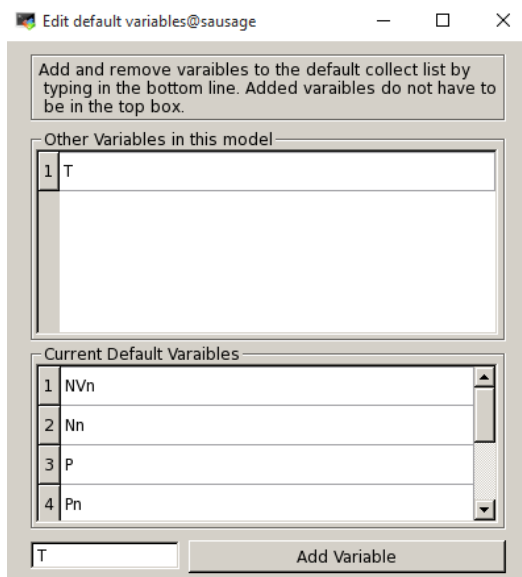 Edit default variables@sausage
Add and remove varaibles to the default collect list by
typing in the bottom line. Added varaibles do not have to
be in the top box.
Other Variables in this model
1 T
Current Default Varaibles
1 NVn
2 Nn
3 P
4 Pn
T Add Variable